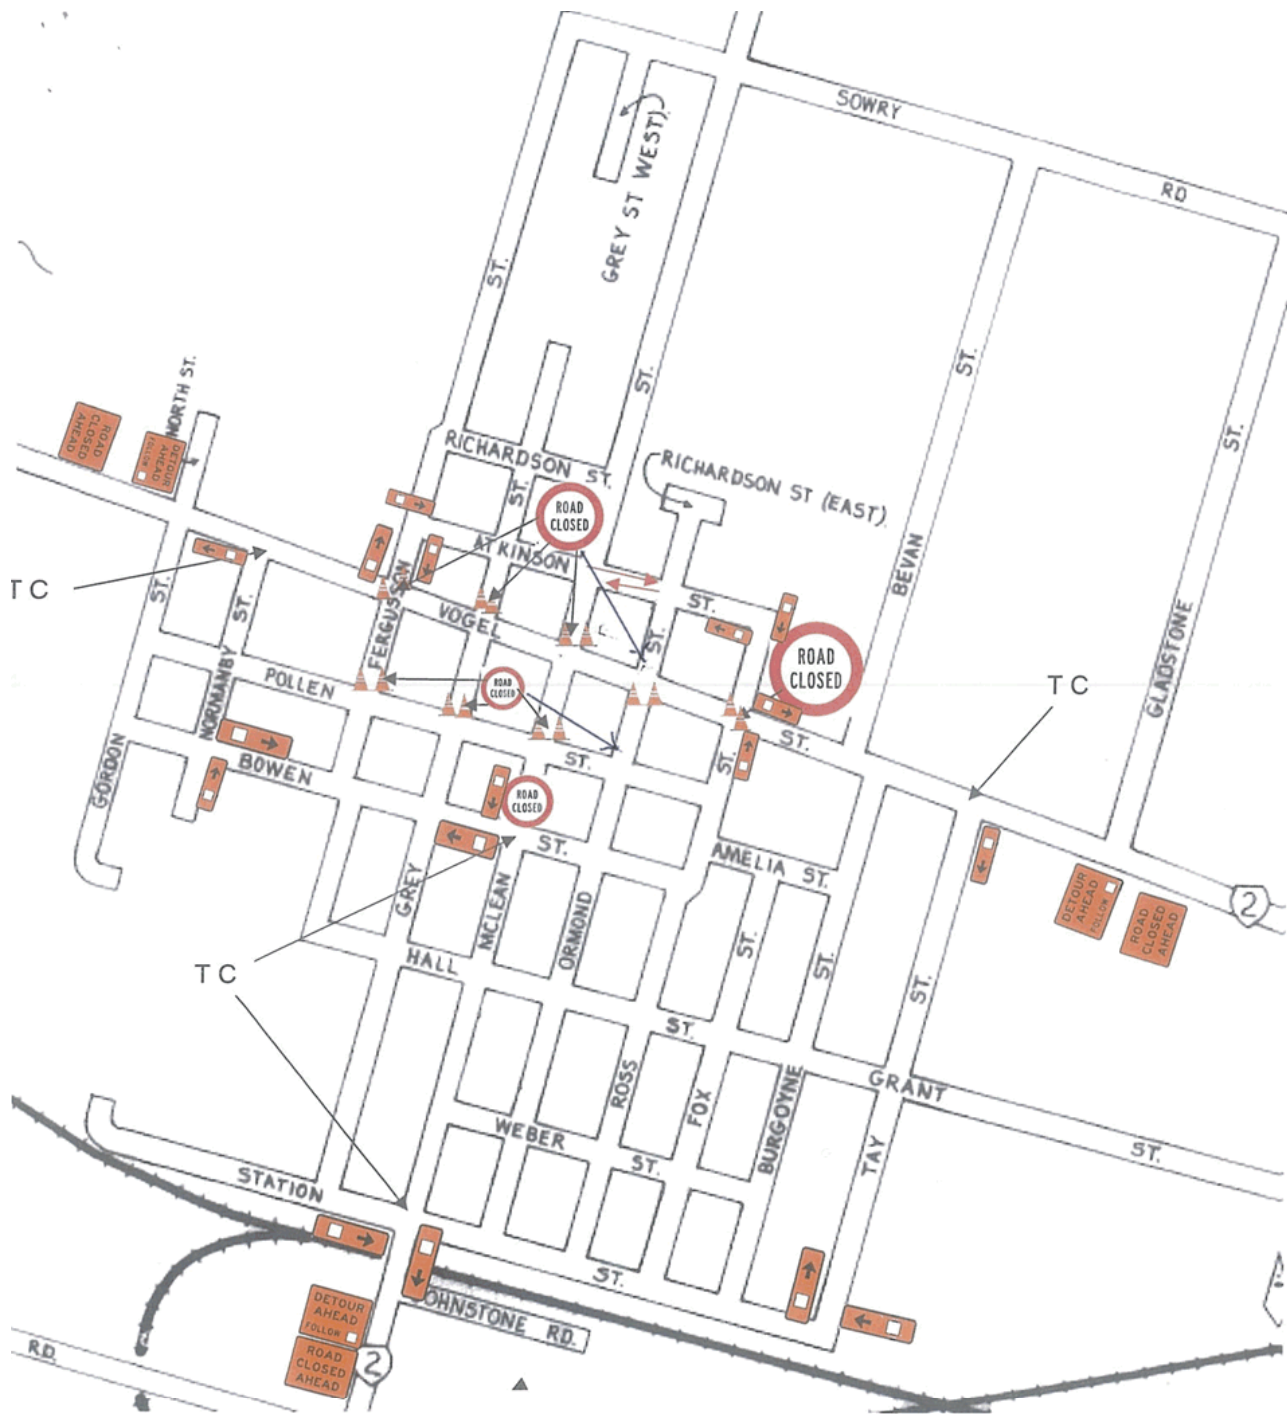 SOWRY
RD
GREY ST WEST).
ST.
ST.
ST.
ST.
NORTH ST.
ROAD
CLOSED
AHEAD
DETOUR
AHEAD
FOLLOW
RICHARDSON ST.
ST.
RICHARDSON ST (EAST).
ROAD
CLOSED
ATKINSON
ST.
BEVAN
TC
ST.
ST.
FERGUSSON
VOGEL
ST.
ROAD
CLOSED
GLADSTONE
TC
NORMANBY
POLLEN
ROAD
CLOSED
ST.
ST.
ST.
GORDON
BOWEN
ROAD
CLOSED
ST.
AMELIA ST.
GREY
MCLEAN
ORMOND
DETOUR
AHEAD
FOLLOW
ROAD
CLOSED
AHEAD
2
TC
HALL
ST.
ST.
ST.
ST.
ROSS
FOX
BURGOYNE
GRANT
ST.
WEBER
ST.
TAY
STATION
ST.
DETOUR
AHEAD
FOLLOW
JOHNSTONE RD.
RD.
ROAD
CLOSED
AHEAD
2